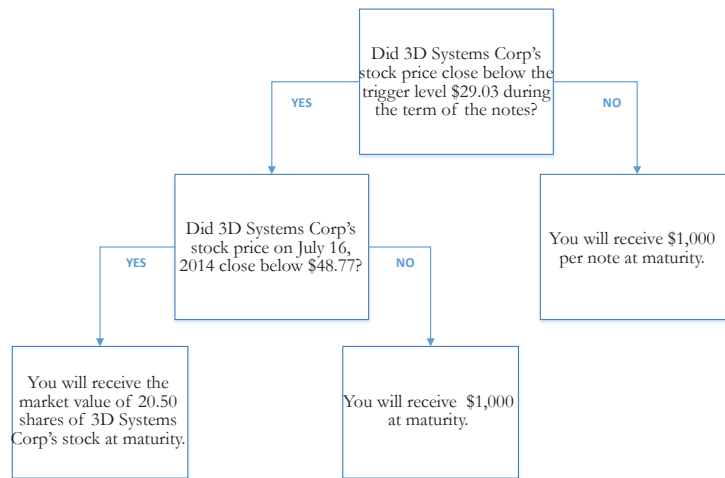 Did 3D Systems Corp's
stock price close below the
trigger level $29.03 during
the term of the notes?
YES
NO
Did 3D Systems Corp's
stock price on July 16,
2014 close below $48.77?
You will receive $1,000
per note at maturity.
YES
NO
You will receive the
market value of 20.50
shares of 3D Systems
Corp's stock at maturity.
You will receive $1,000
at maturity.